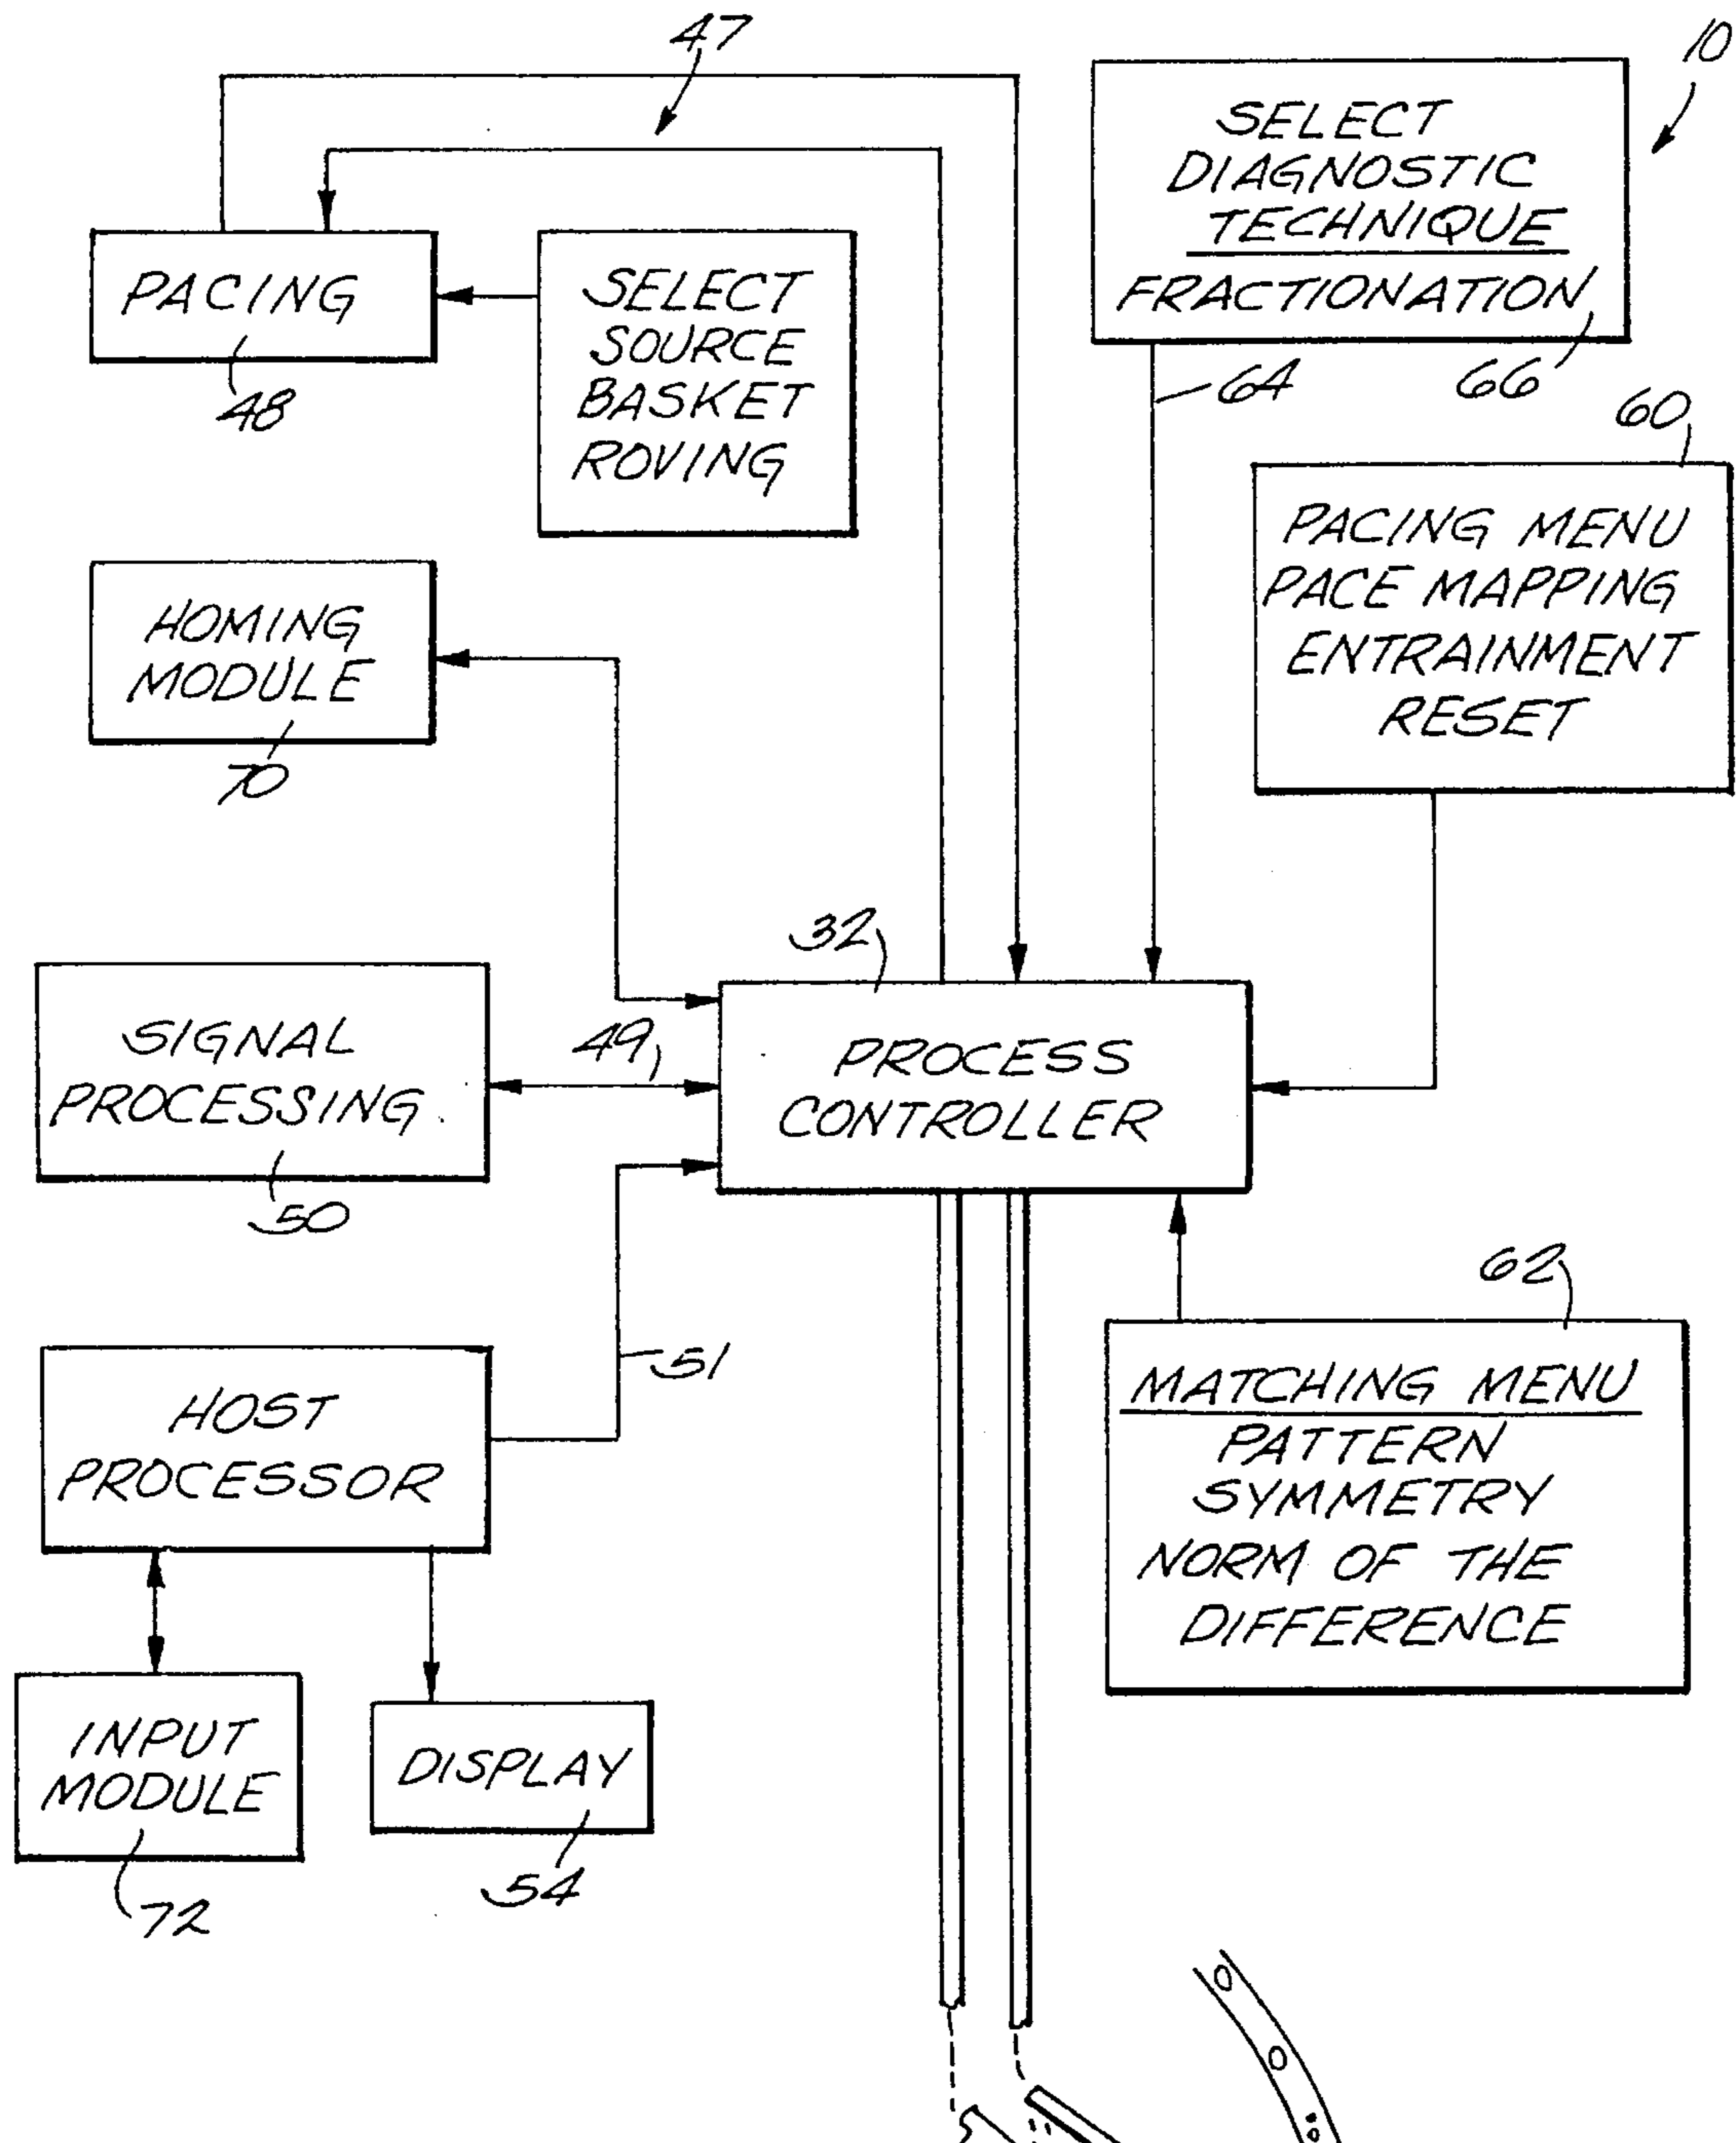 47
10
SELECT
DIAGNOSTIC
TECHNIQUE
FRACTIONATION
66
64
PACING
48
SELECT
SOURCE
BASKET
ROVING
60
PACING MENU
PACE MAPPING
ENTRAINMENT
RESET
HOMING
MODULE
70
32
PROCESS
CONTROLLER
49
SIGNAL
PROCESSING
50
51
HOST
PROCESSOR
62
MATCHING MENU
PATTERN
SYMMETRY
NORM OF THE
DIFFERENCE
INPUT
MODULE
72
DISPLAY
54